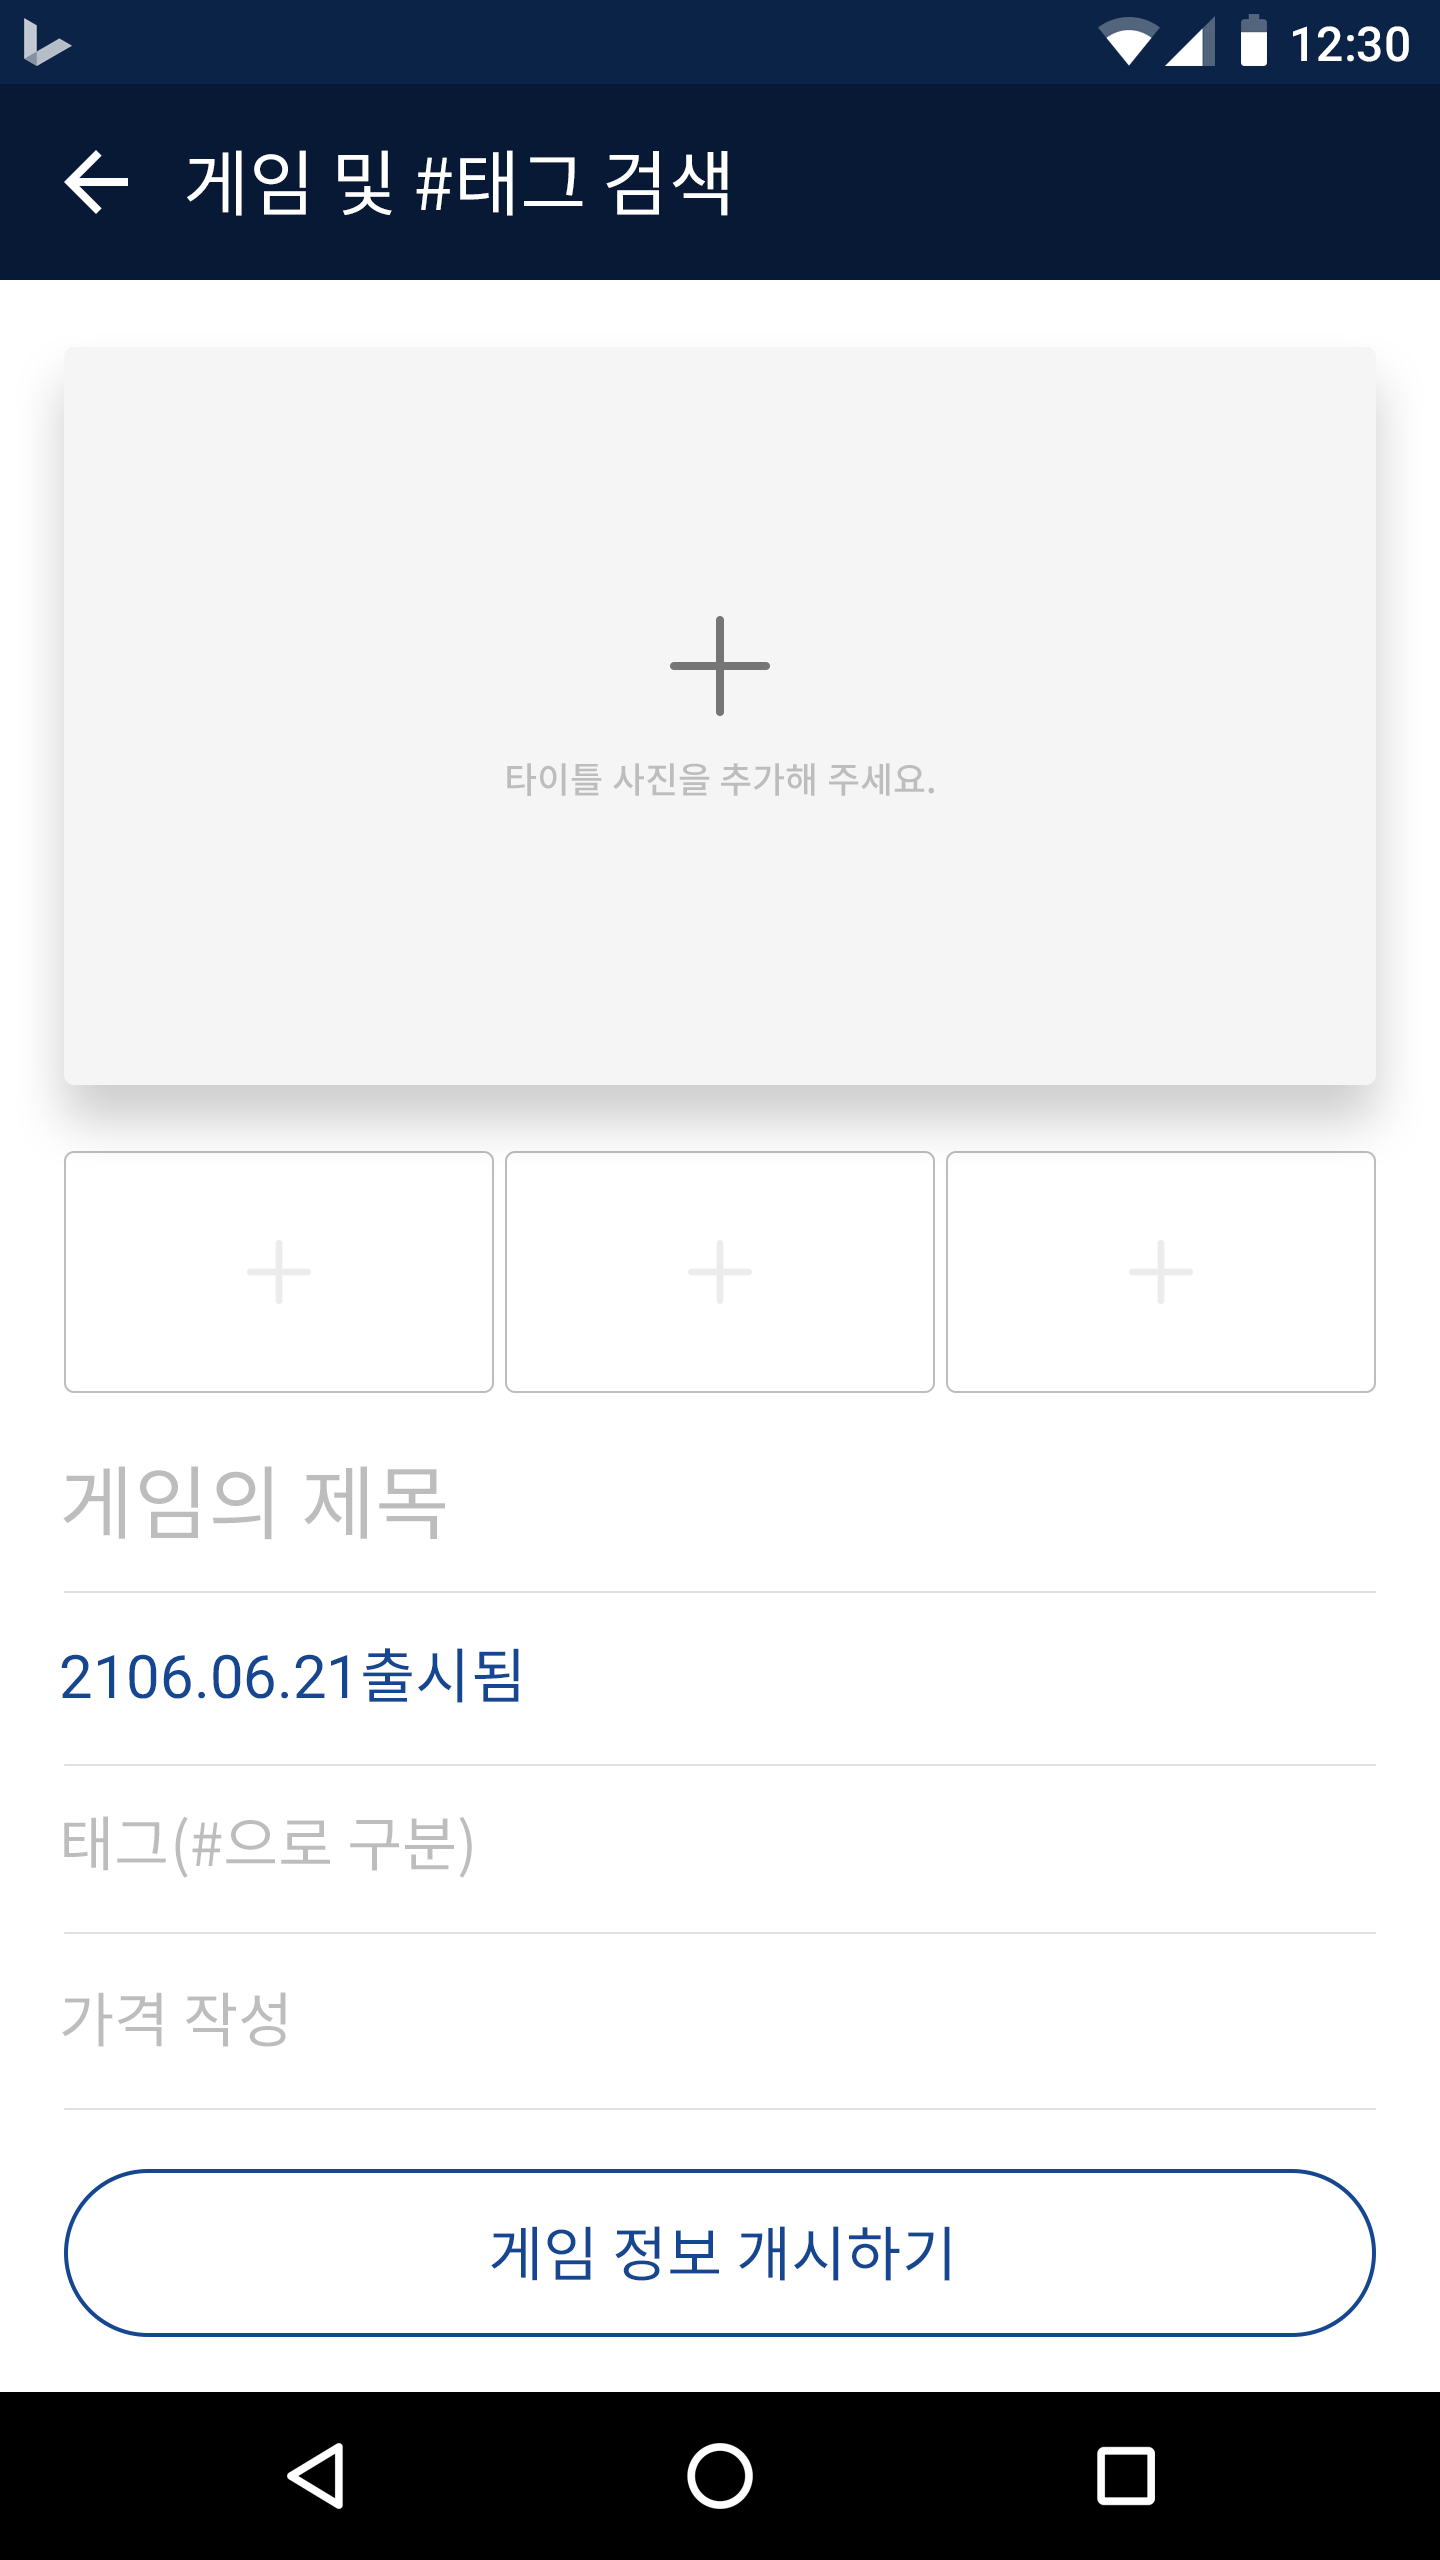 12:30
게임 및 #태그 검색
타이틀 사진을 추가해 주세요.
게임의 제목
2106.06.21출시됨
태그(#으로 구분)
가격 작성
게임 정보 개시하기